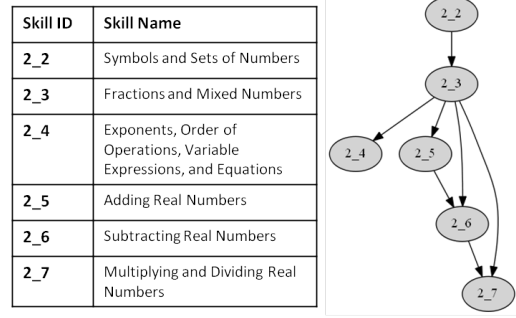 Skill ID Skill Name
2_2 Symbols and Sets of Numbers
2_3 Fractions and Mixed Numbers
2_4 Exponents, Order of
Operations, Variable
Expressions, and Equations
2_5 Adding Real Numbers
2_6 Subtracting Real Numbers
2_7 Multiplying and Dividing Real
Numbers
2_2
2_3
2_4
2_5
2_6
2_7